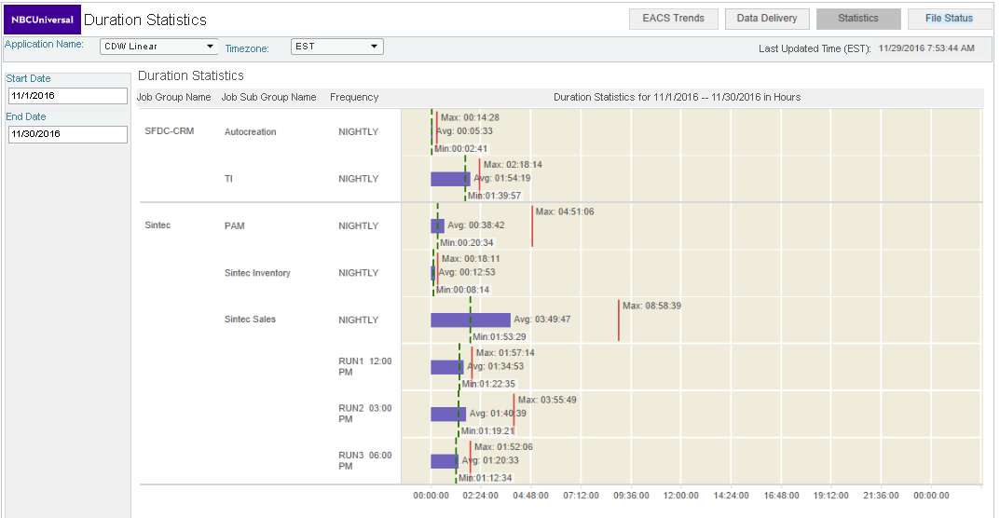 NBCUniversal Duration Statistics EACS Trends Data Delivery Statistics File Status
Application Name: CDW Linear Timezone: EST Last Updated Time (EST): 11/29/2016 7:53:44 AM
Start Date
11/1/2016
End Date
11/30/2016
Duration Statistics
Job Group Name Job Sub Group Name Frequency Duration Statistics for 11/1/2016 -- 11/30/2016 in Hours
SFDC-CRM Autocreation NIGHTLY
Max: 00:14:28
Avg: 00:05:33
Min:00:02:41
TI NIGHTLY
Max: 02:18:14
Avg: 01:54:19
Min:01:39:57
Sintec PAM NIGHTLY
Max: 04:51:06
Avg: 00:38:42
Min:00:20:34
Sintec Inventory NIGHTLY
Max: 00:18:11
Avg: 00:12:53
Min:00:08:14
Sintec Sales NIGHTLY
Max: 08:58:39
Avg: 03:49:47
Min:01:53:29
RUN1 12:00
PM
Max: 01:57:14
Avg: 01:34:53
Min:01:22:35
RUN2 03:00
PM
Max: 03:55:49
Avg: 01:40:39
Min:01:19:21
RUN3 06:00
PM
Max: 01:52:06
Avg: 01:20:33
Min:01:12:34
00:00:00 02:24:00 04:48:00 07:12:00 09:36:00 12:00:00 14:24:00 16:48:00 19:12:00 21:36:00 00:00:00